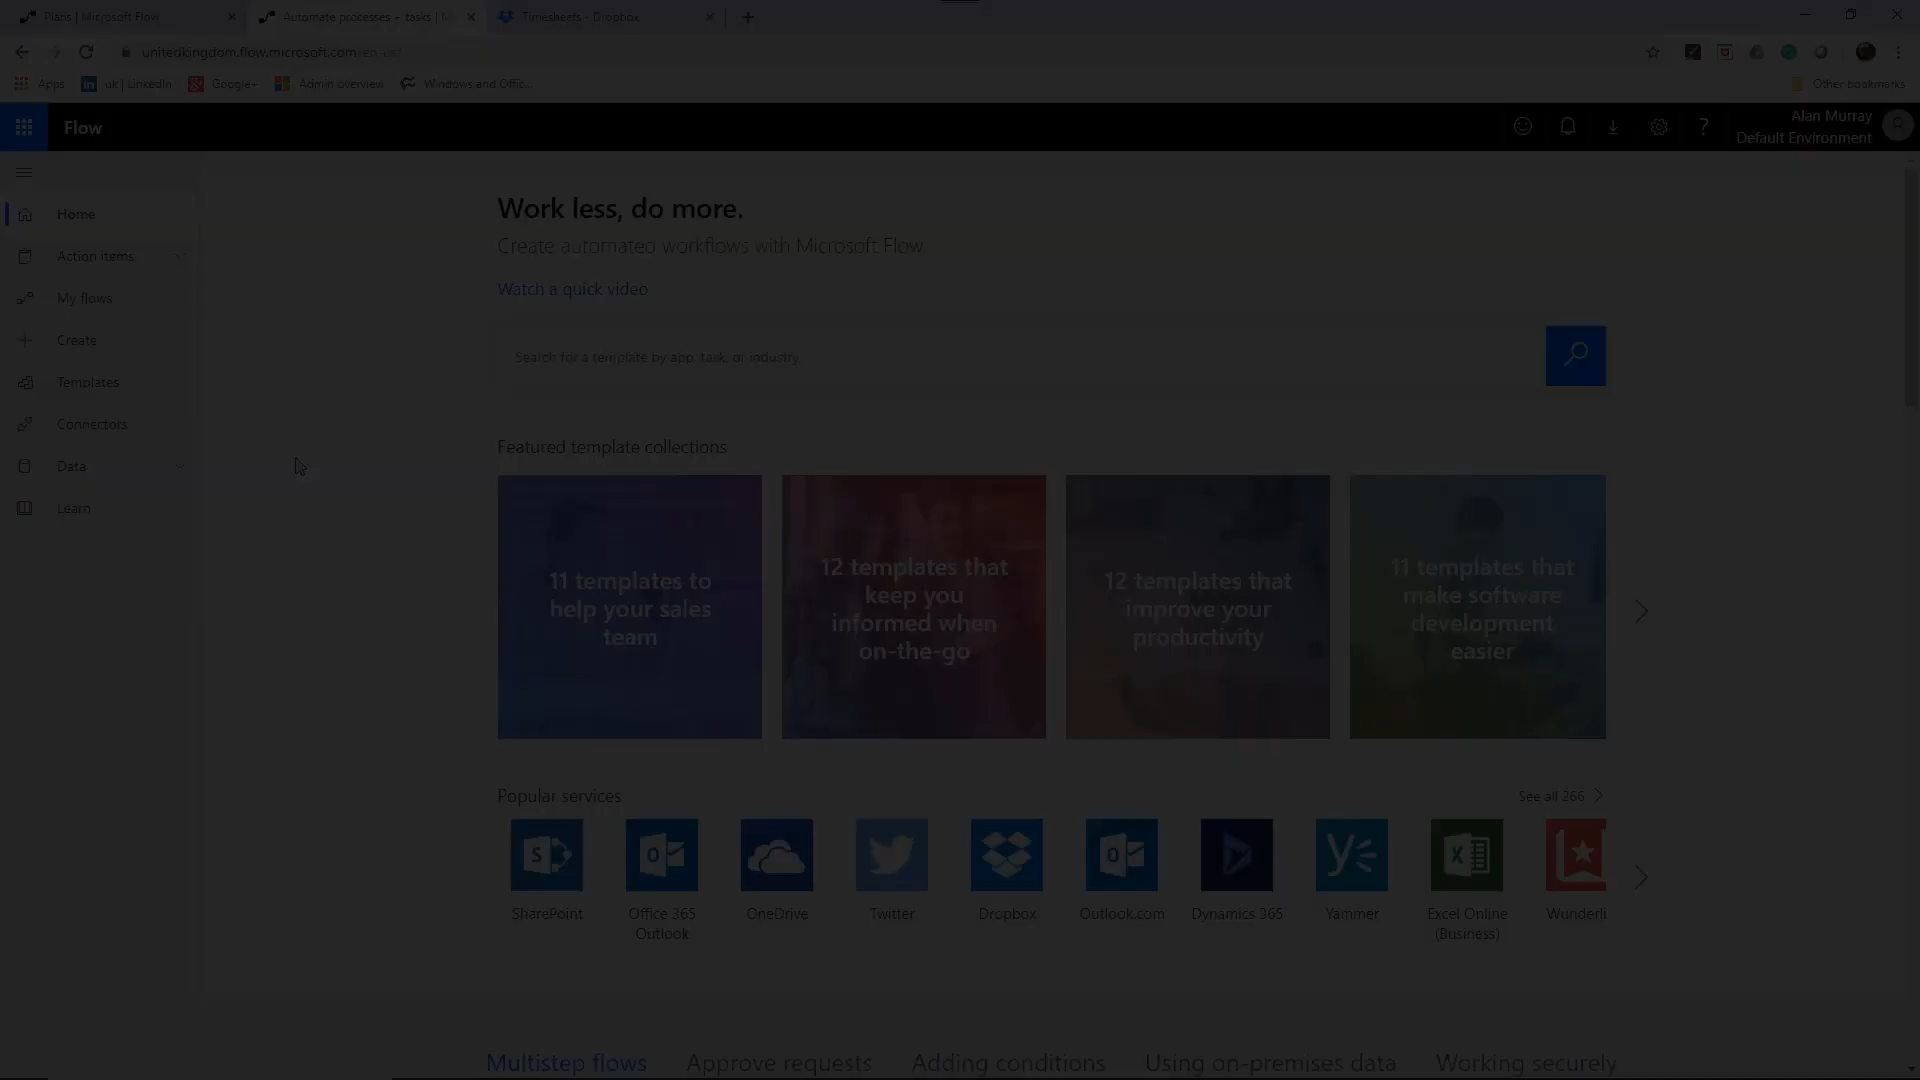 Plans | Microsoft Flow
Automate processes + tasks | M
Timesheets - Dropbox
unitedkingdom.flow.microsoft.com/en-us/
Apps
uk | LinkedIn
Google+
Admin overview
Windows and Offic...
Other bookmarks
Flow
Alan Murray
Default Environment
Home
Action items
My flows
Create
Templates
Connectors
Data
Learn
Work less, do more.
Create automated workflows with Microsoft Flow
Watch a quick video
Search for a template by app, task, or industry
Featured template collections
11 templates to
help your sales
team
12 templates that
keep you
informed when
on-the-go
12 templates that
improve your
productivity
11 templates that
make software
development
easier
Popular services
See all 266
SharePoint
Office 365
Outlook
OneDrive
Twitter
Dropbox
Outlook.com
Dynamics 365
Yammer
Excel Online
(Business)
Wunderli
Multistep flows
Approve requests
Adding conditions
Using on-premises data
Working securely